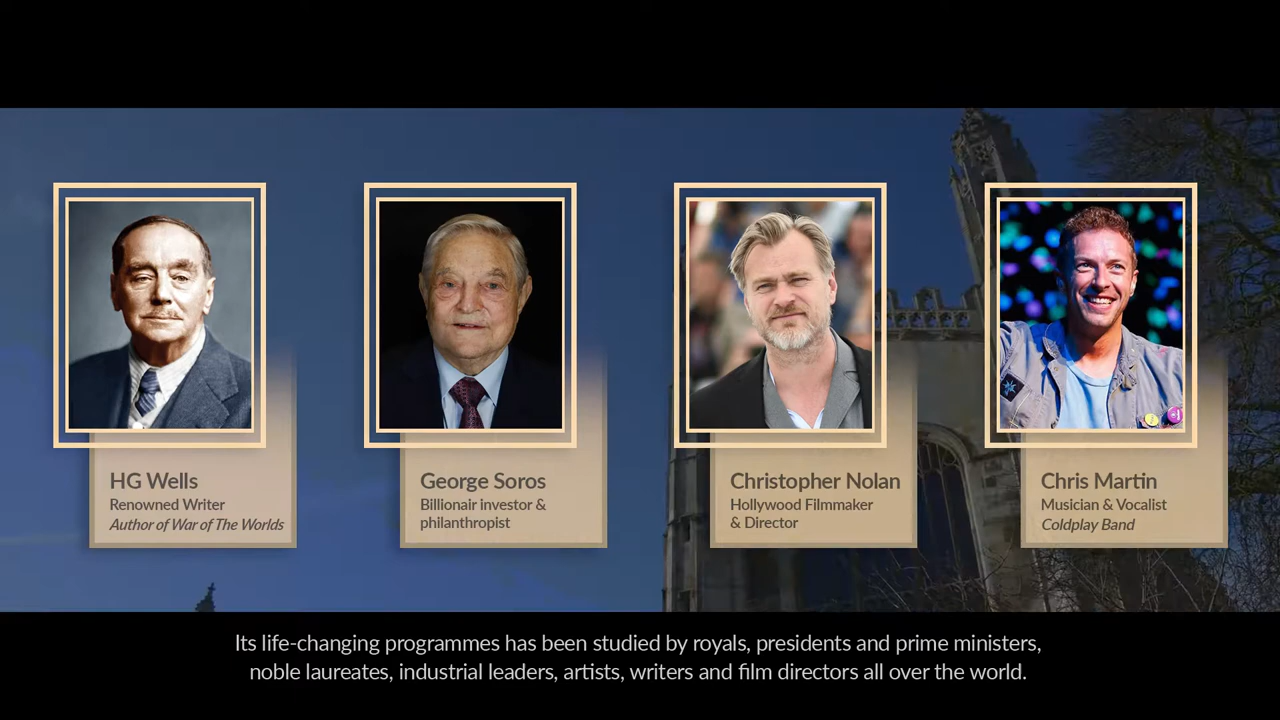 HG Wells
Renowned Writer
Author of War of The Worlds
George Soros
Billionair investor &
philanthropist
Christopher Nolan
Hollywood Filmmaker
& Director
Chris Martin
Musician & Vocalist
Coldplay Band
Its life-changing programmes has been studied by royals, presidents and prime ministers,
noble laureates, industrial leaders, artists, writers and film directors all over the world.